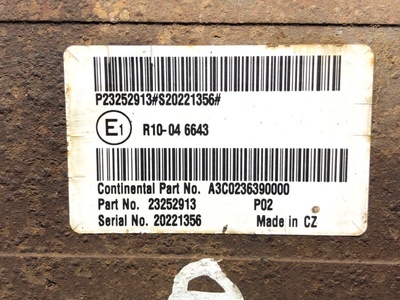 P23252913#S20221356#
E1 R10-04 6643
Continental Part No. A3C0236390000
Part No. 23252913 P02
Serial No. 20221356 Made in CZ